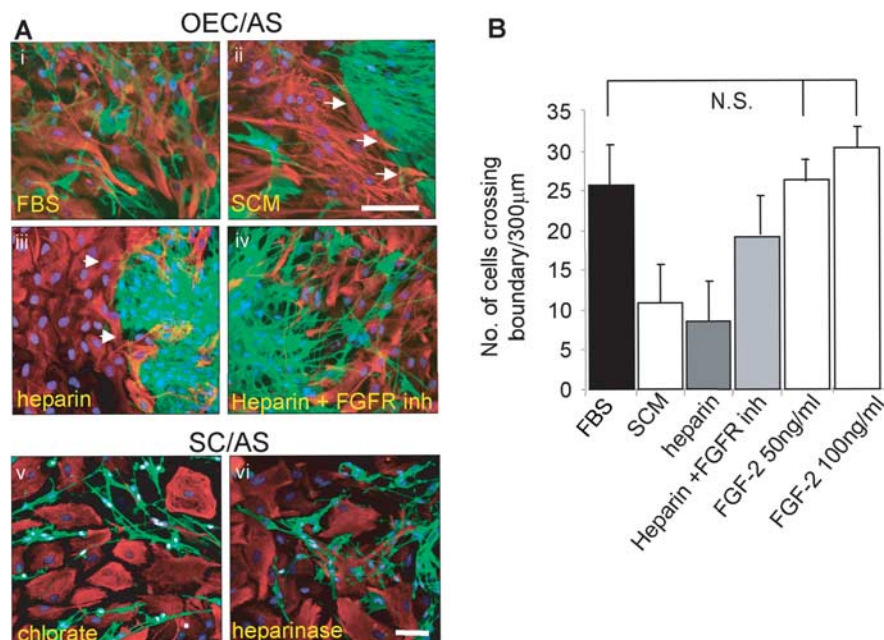 A
OEC/AS
i
FBS
ii
SCM
iii
heparin
iv
Heparin + FGFR inh
SC/AS
v
chlorate
vi
heparinase
B
N.S.
No. of cells crossing
boundary/300μm
35
30
25
20
15
10
5
0
FBS
SCM
heparin
Heparin +FGFR inh
FGF-2 50ng/ml
FGF-2 100ng/ml